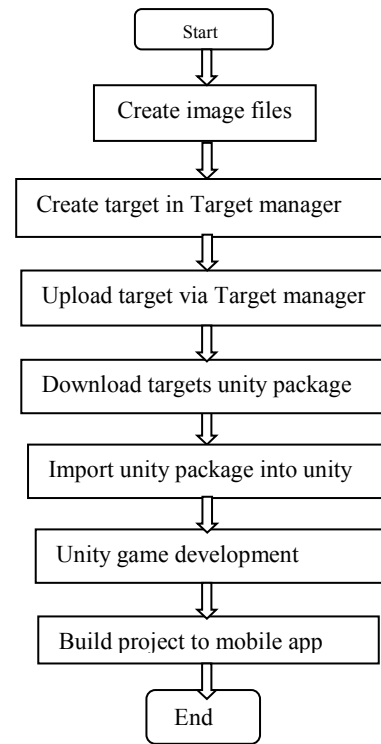 Start
Create image files
Create target in Target manager
Upload target via Target manager
Download targets unity package
Import unity package into unity
Unity game development
Build project to mobile app
End